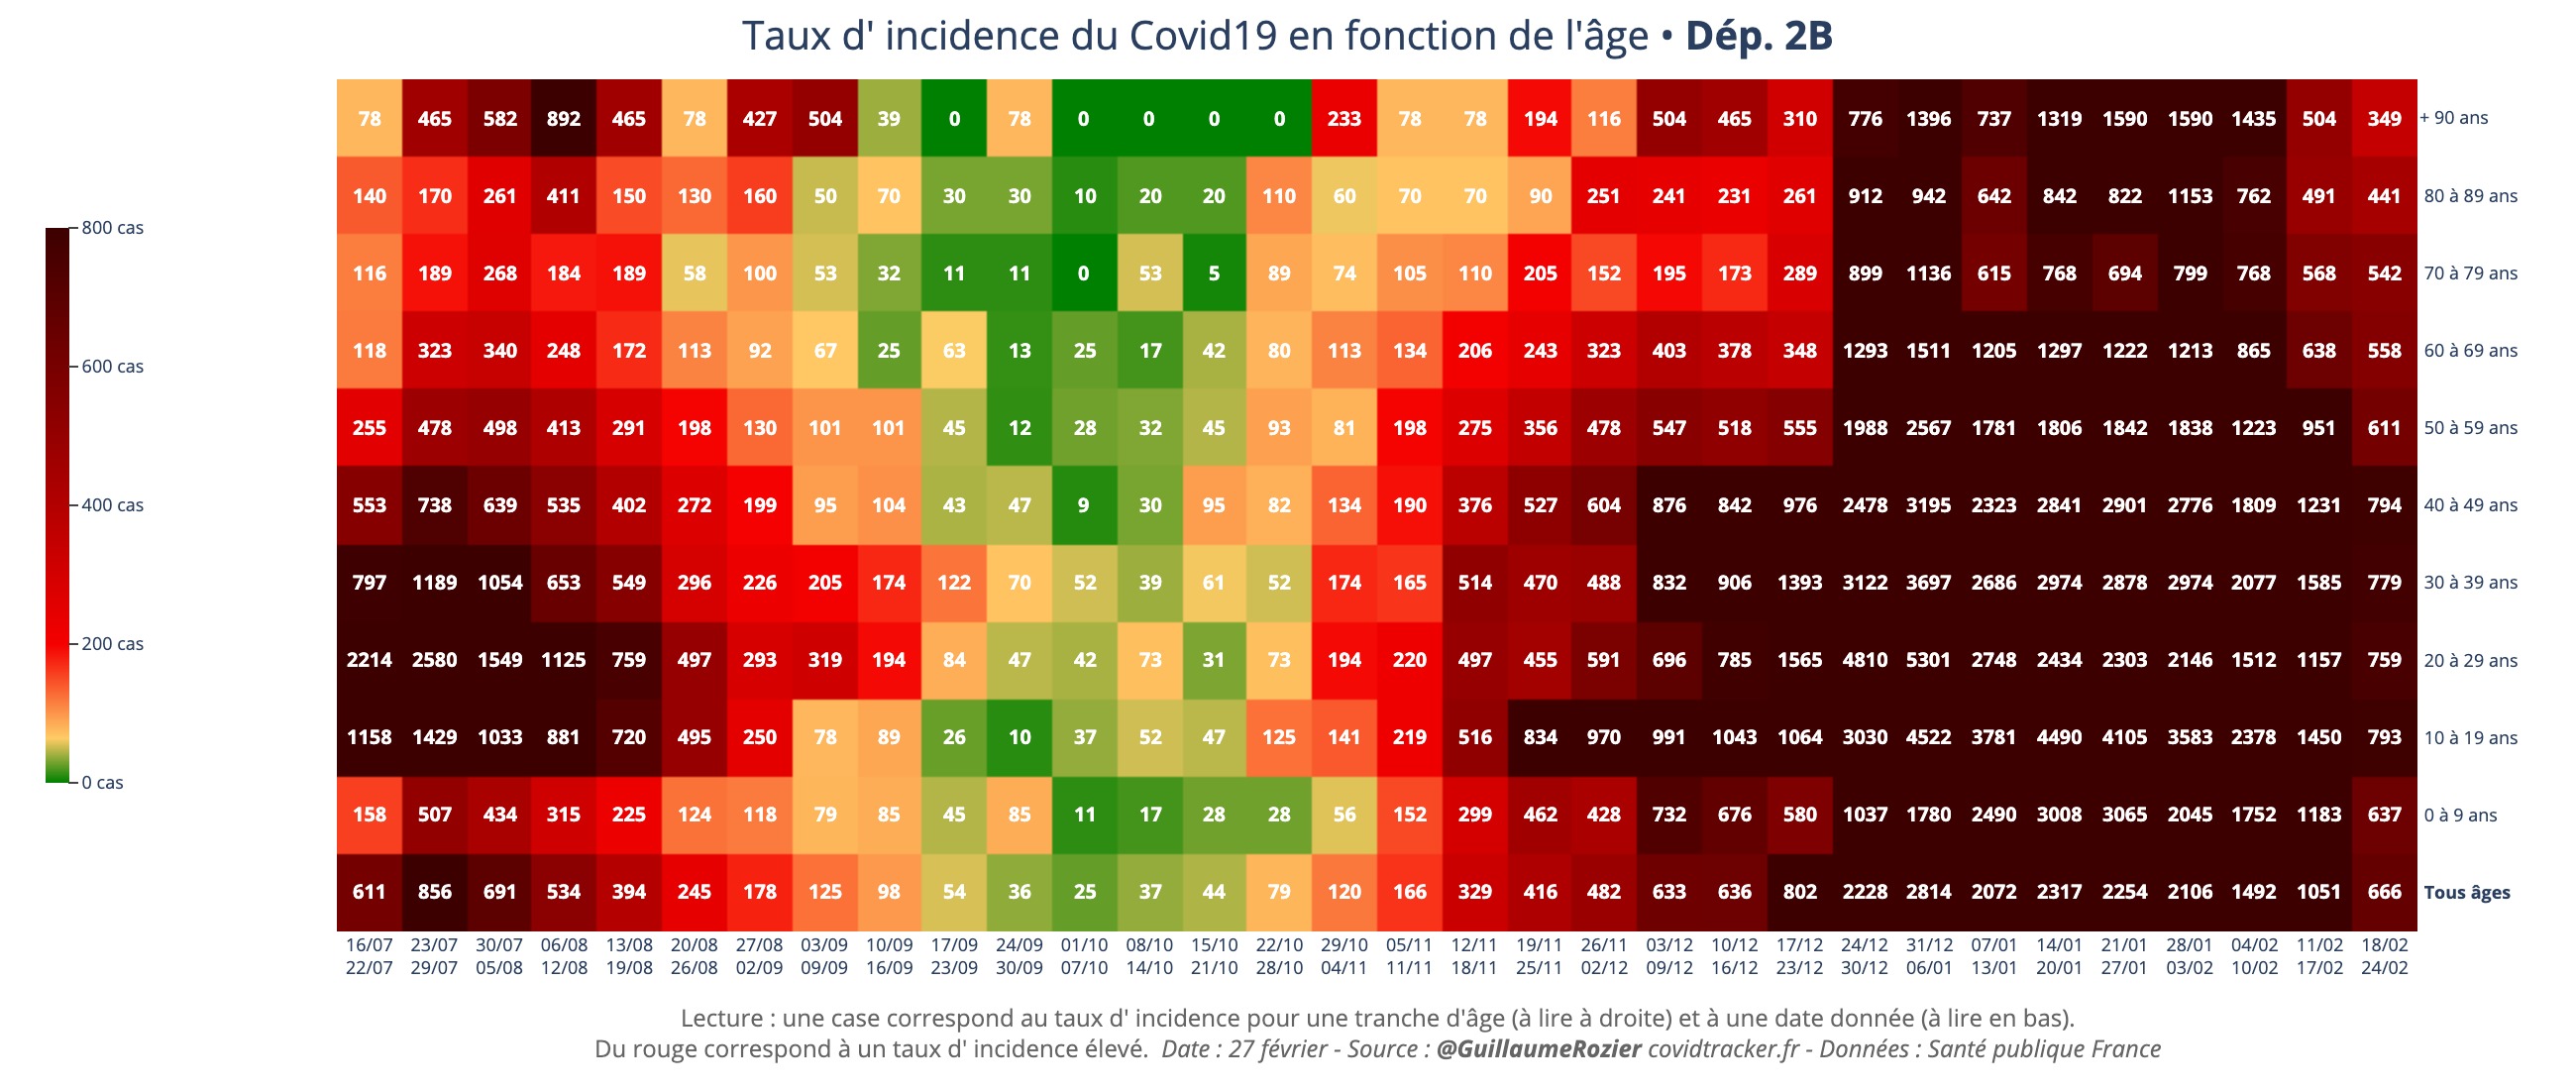 Taux d' incidence du Covid19 en fonction de l'âge • Dép. 2B
78 465 582 892 465 78 427 504 39 0 78 0 0 0 0 233 78 78 194 116 504 465 310 776 1396 737 1319 1590 1590 1435 504 349 + 90 ans
140 170 261 411 150 130 160 50 70 30 30 10 20 20 110 60 70 70 90 251 241 231 261 912 942 642 842 822 1153 762 491 441 80 à 89 ans
800 cas
116 189 268 184 189 58 100 53 32 11 11 0 53 5 89 74 105 110 205 152 195 173 289 899 1136 615 768 694 799 768 568 542 70 à 79 ans
118 323 340 248 172 113 92 67 25 63 13 25 17 42 80 113 134 206 243 323 403 378 348 1293 1511 1205 1297 1222 1213 865 638 558 60 à 69 ans
600 cas
255 478 498 413 291 198 130 101 101 45 12 28 32 45 93 81 198 275 356 478 547 518 555 1988 2567 1781 1806 1842 1838 1223 951 611 50 à 59 ans
400 cas
553 738 639 535 402 272 199 95 104 43 47 9 30 95 82 134 190 376 527 604 876 842 976 2478 3195 2323 2841 2901 2776 1809 1231 794 40 à 49 ans
797 1189 1054 653 549 296 226 205 174 122 70 52 39 61 52 174 165 514 470 488 832 906 1393 3122 3697 2686 2974 2878 2974 2077 1585 779 30 à 39 ans
200 cas
2214 2580 1549 1125 759 497 293 319 194 84 47 42 73 31 73 194 220 497 455 591 696 785 1565 4810 5301 2748 2434 2303 2146 1512 1157 759 20 à 29 ans
1158 1429 1033 881 720 495 250 78 89 26 10 37 52 47 125 141 219 516 834 970 991 1043 1064 3030 4522 3781 4490 4105 3583 2378 1450 793 10 à 19 ans
0 cas
158 507 434 315 225 124 118 79 85 45 85 11 17 28 28 56 152 299 462 428 732 676 580 1037 1780 2490 3008 3065 2045 1752 1183 637 0 à 9 ans
611 856 691 534 394 245 178 125 98 54 36 25 37 44 79 120 166 329 416 482 633 636 802 2228 2814 2072 2317 2254 2106 1492 1051 666 Tous âges
16/07 23/07 30/07 06/08 13/08 20/08 27/08 03/09 10/09 17/09 24/09 01/10 08/10 15/10 22/10 29/10 05/11 12/11 19/11 26/11 03/12 10/12 17/12 24/12 31/12 07/01 14/01 21/01 28/01 04/02 11/02 18/02
22/07 29/07 05/08 12/08 19/08 26/08 02/09 09/09 16/09 23/09 30/09 07/10 14/10 21/10 28/10 04/11 11/11 18/11 25/11 02/12 09/12 16/12 23/12 30/12 06/01 13/01 20/01 27/01 03/02 10/02 17/02 24/02
Lecture : une case correspond au taux d' incidence pour une tranche d'âge (à lire à droite) et à une date donnée (à lire en bas).
Du rouge correspond à un taux d' incidence élevé. Date : 27 février - Source : @GuillaumeRozier covidtracker.fr - Données : Santé publique France